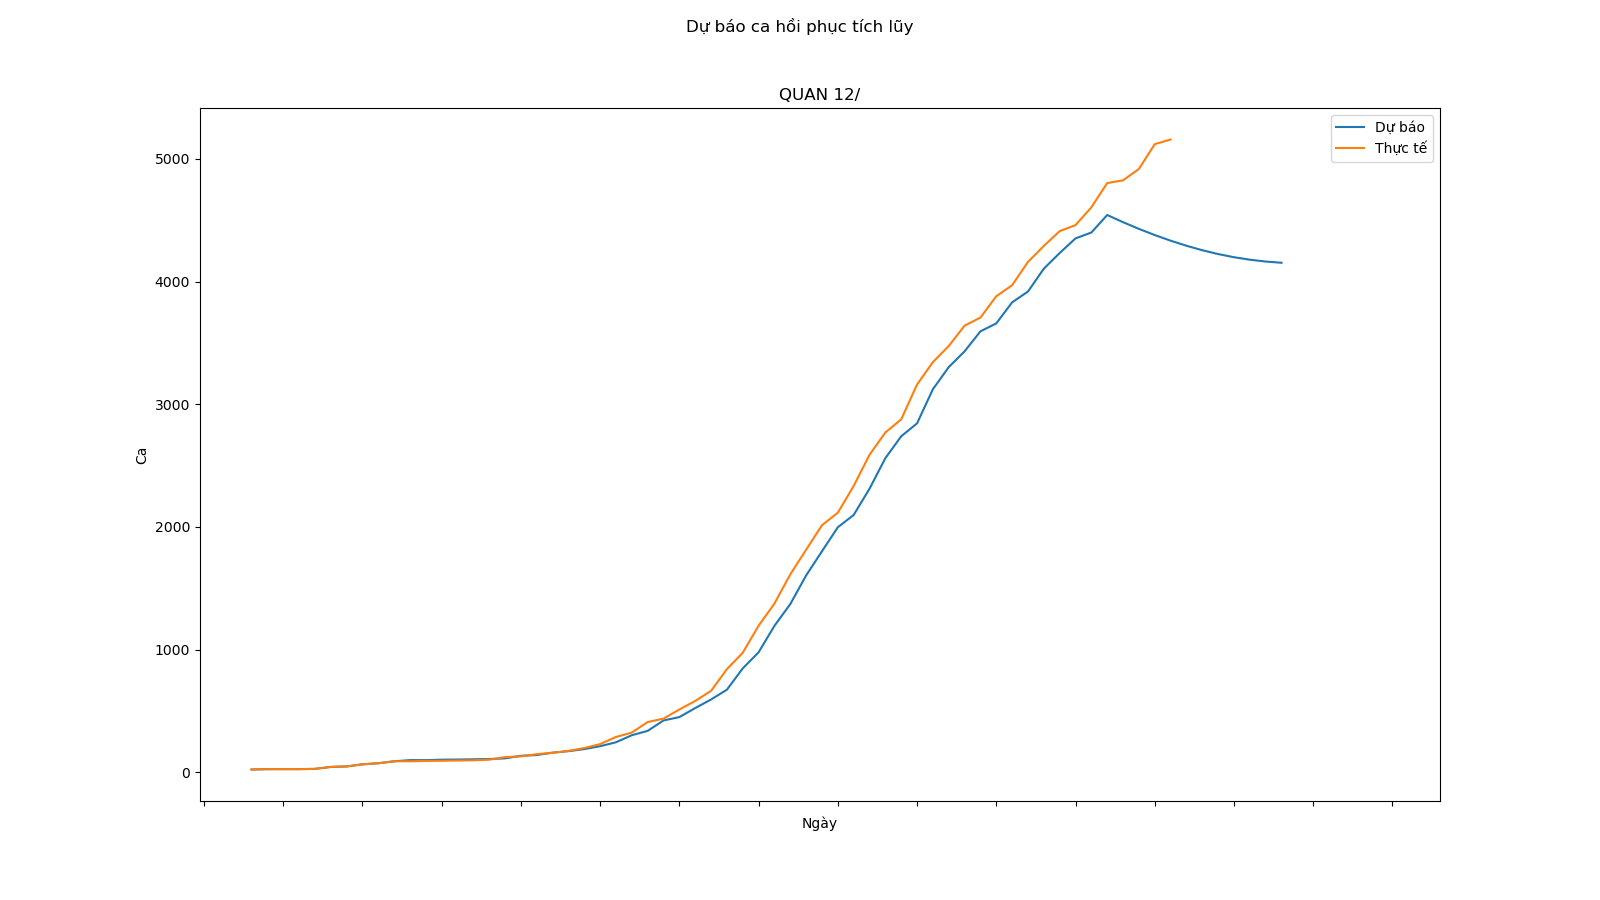 Dự báo ca hồi phục tích lũy
QUAN 12/
Dự báo
Thực tế
5000
4000
3000
2000
1000
0
Ca
Ngày